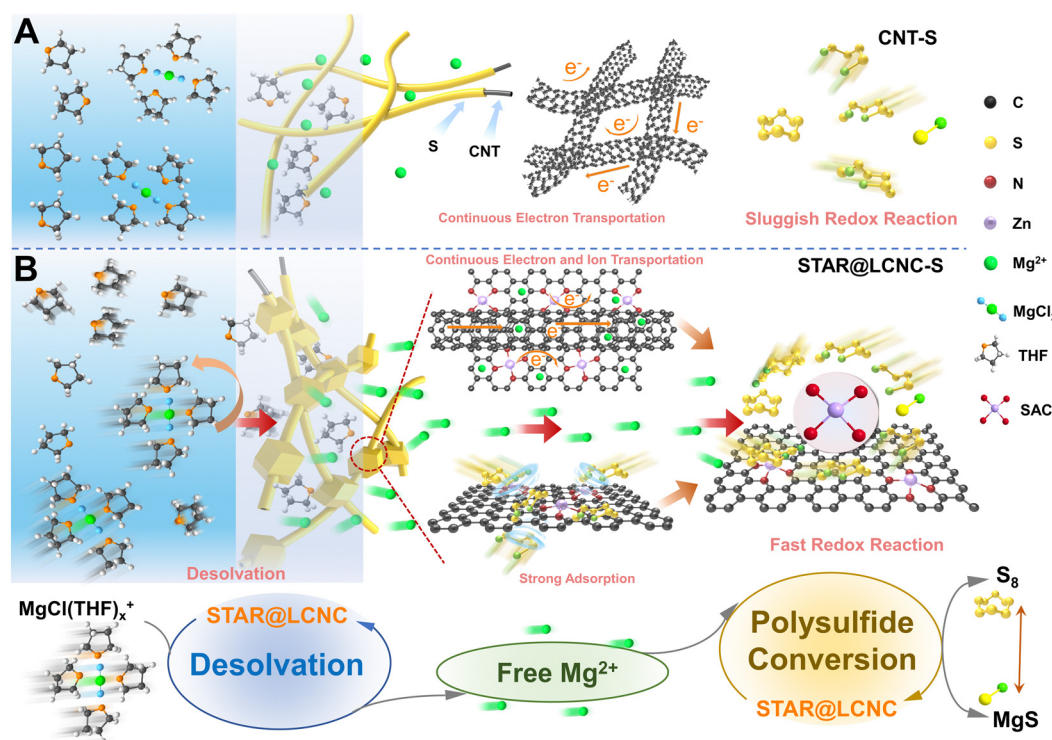 A
CNT-S
e⁻
e⁻
e⁻
e⁻
S
CNT
Continuous Electron Transportation
Sluggish Redox Reaction
C
S
N
Zn
Mg²⁺
MgCl₂
THF
SAC
B
Continuous Electron and Ion Transportation
STAR@LCNC-S
e⁻
e⁻
e⁻
Desolvation
Strong Adsorption
Fast Redox Reaction
MgCl(THF)ₓ⁺
STAR@LCNC
Desolvation
Free Mg²⁺
Polysulfide
Conversion
STAR@LCNC
S₈
MgS